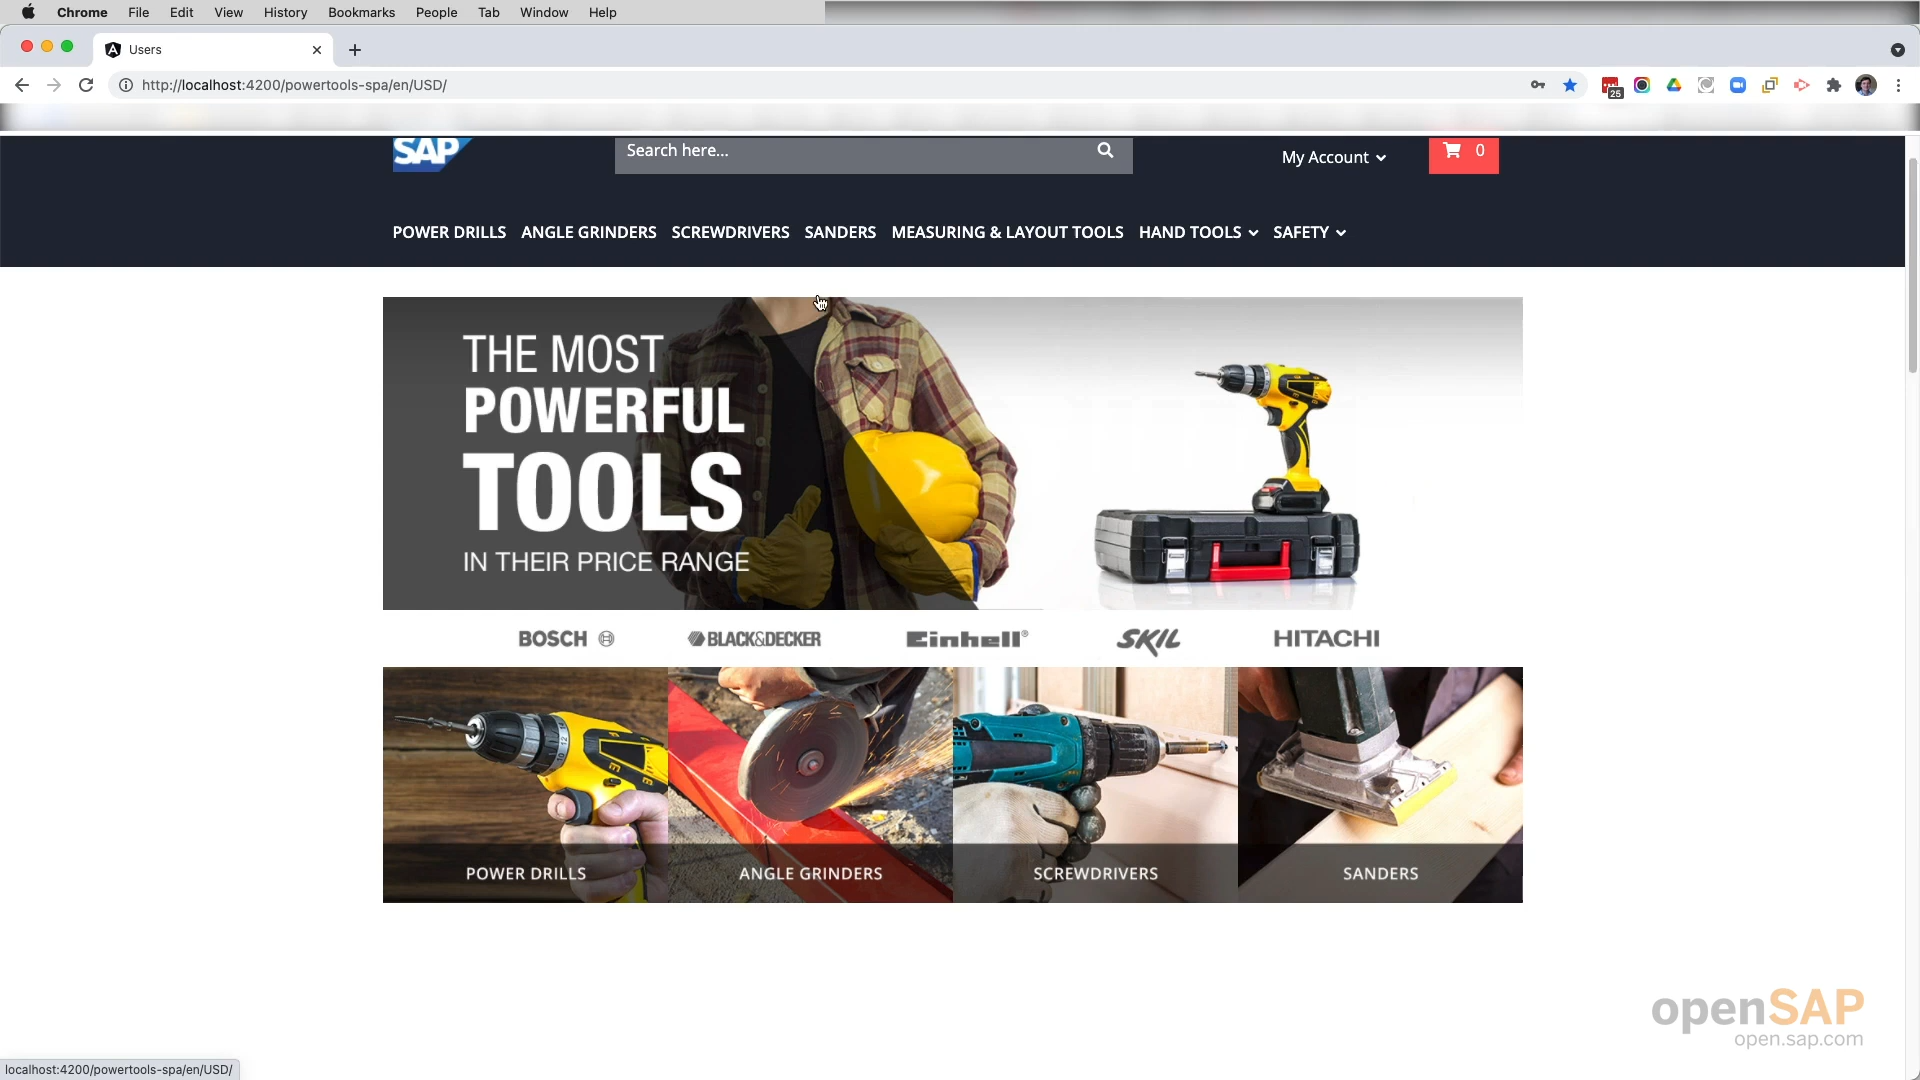 Chrome File Edit View History Bookmarks People Tab Window Help
Users
http://localhost:4200/powertools-spa/en/USD/
25
SAP
Search here...
My Account
0
POWER DRILLS ANGLE GRINDERS SCREWDRIVERS SANDERS MEASURING & LAYOUT TOOLS HAND TOOLS SAFETY
THE MOST
POWERFUL
TOOLS
IN THEIR PRICE RANGE
BOSCH BLACK&DECKER Einhell® SKIL HITACHI
POWER DRILLS ANGLE GRINDERS SCREWDRIVERS SANDERS
openSAP
open.sap.com
localhost:4200/powertools-spa/en/USD/